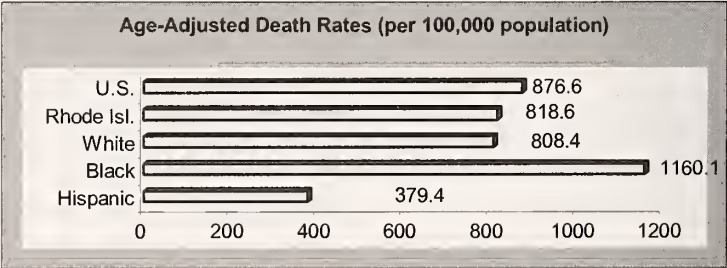 Age-Adjusted Death Rates (per 100,000 population)
U.S. 876.6
Rhode Isl. 818.6
White 808.4
Black 1160.1
Hispanic 379.4
0 200 400 600 800 1000 1200